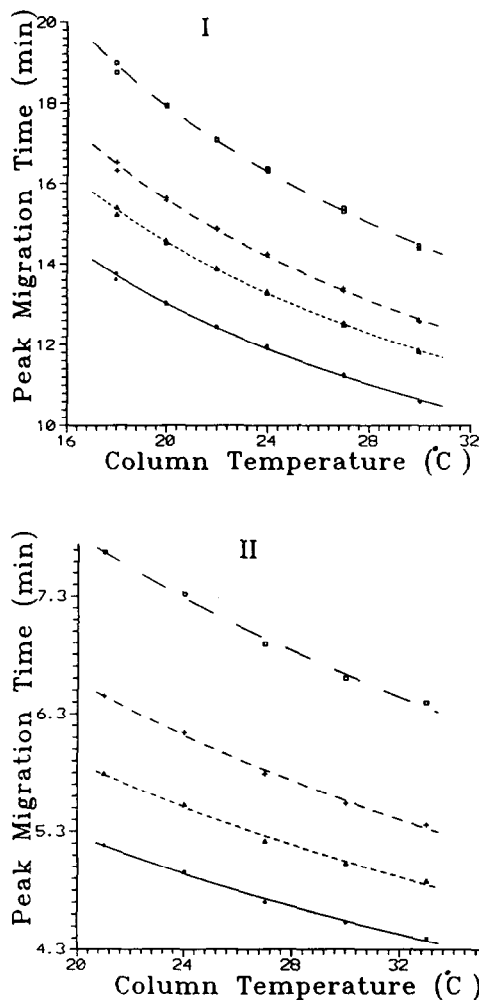 I
Peak Migration Time (min)
20
18
16
14
12
10
16 20 24 28 32
Column Temperature (°C)
II
Peak Migration Time (min)
7.3
6.3
5.3
4.3
20 24 28 32
Column Temperature (°C)